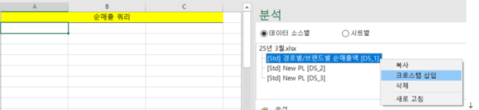 A B C
순매출 쿼리
분석
데이터 소스별 시트별
25년 3월.xlsx
[Std] 경로별/브랜드별 순매출액 [DS_1]
[Std] New PL [DS_2]
[Std] New PL [DS_3]
복사
크로스탭 삽입
삭제
새로 고침